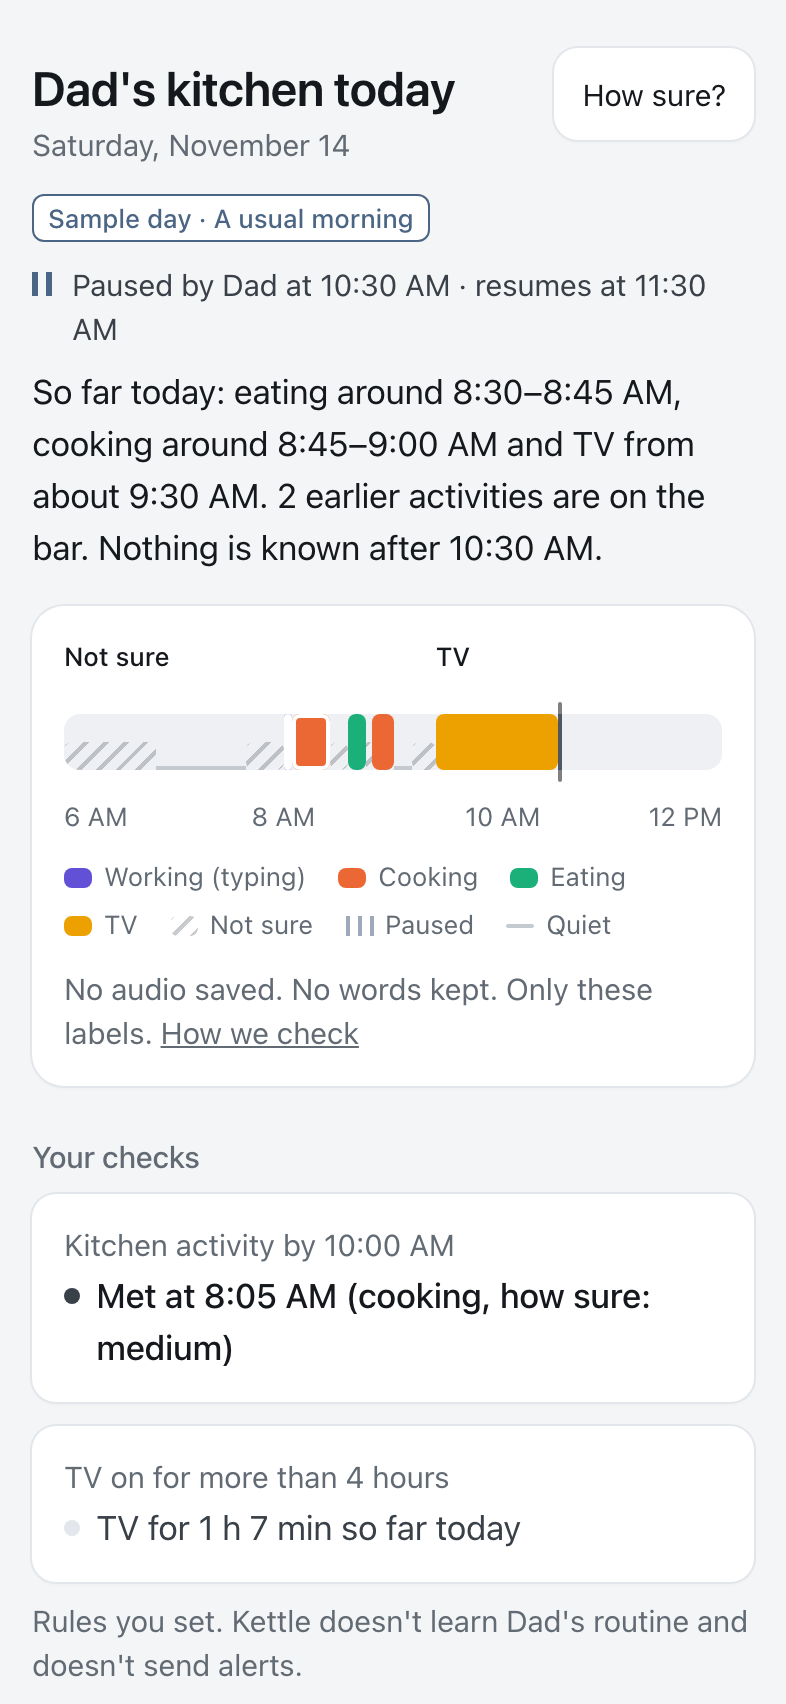 Dad's kitchen today
How sure?
Saturday, November 14
Sample day · A usual morning
Paused by Dad at 10:30 AM · resumes at 11:30
AM
So far today: eating around 8:30–8:45 AM,
cooking around 8:45–9:00 AM and TV from
about 9:30 AM. 2 earlier activities are on the
bar. Nothing is known after 10:30 AM.
Not sure TV
6 AM 8 AM 10 AM 12 PM
Working (typing) Cooking Eating
TV Not sure Paused Quiet
No audio saved. No words kept. Only these
labels. How we check
Your checks
Kitchen activity by 10:00 AM
Met at 8:05 AM (cooking, how sure:
medium)
TV on for more than 4 hours
TV for 1 h 7 min so far today
Rules you set. Kettle doesn't learn Dad's routine and
doesn't send alerts.